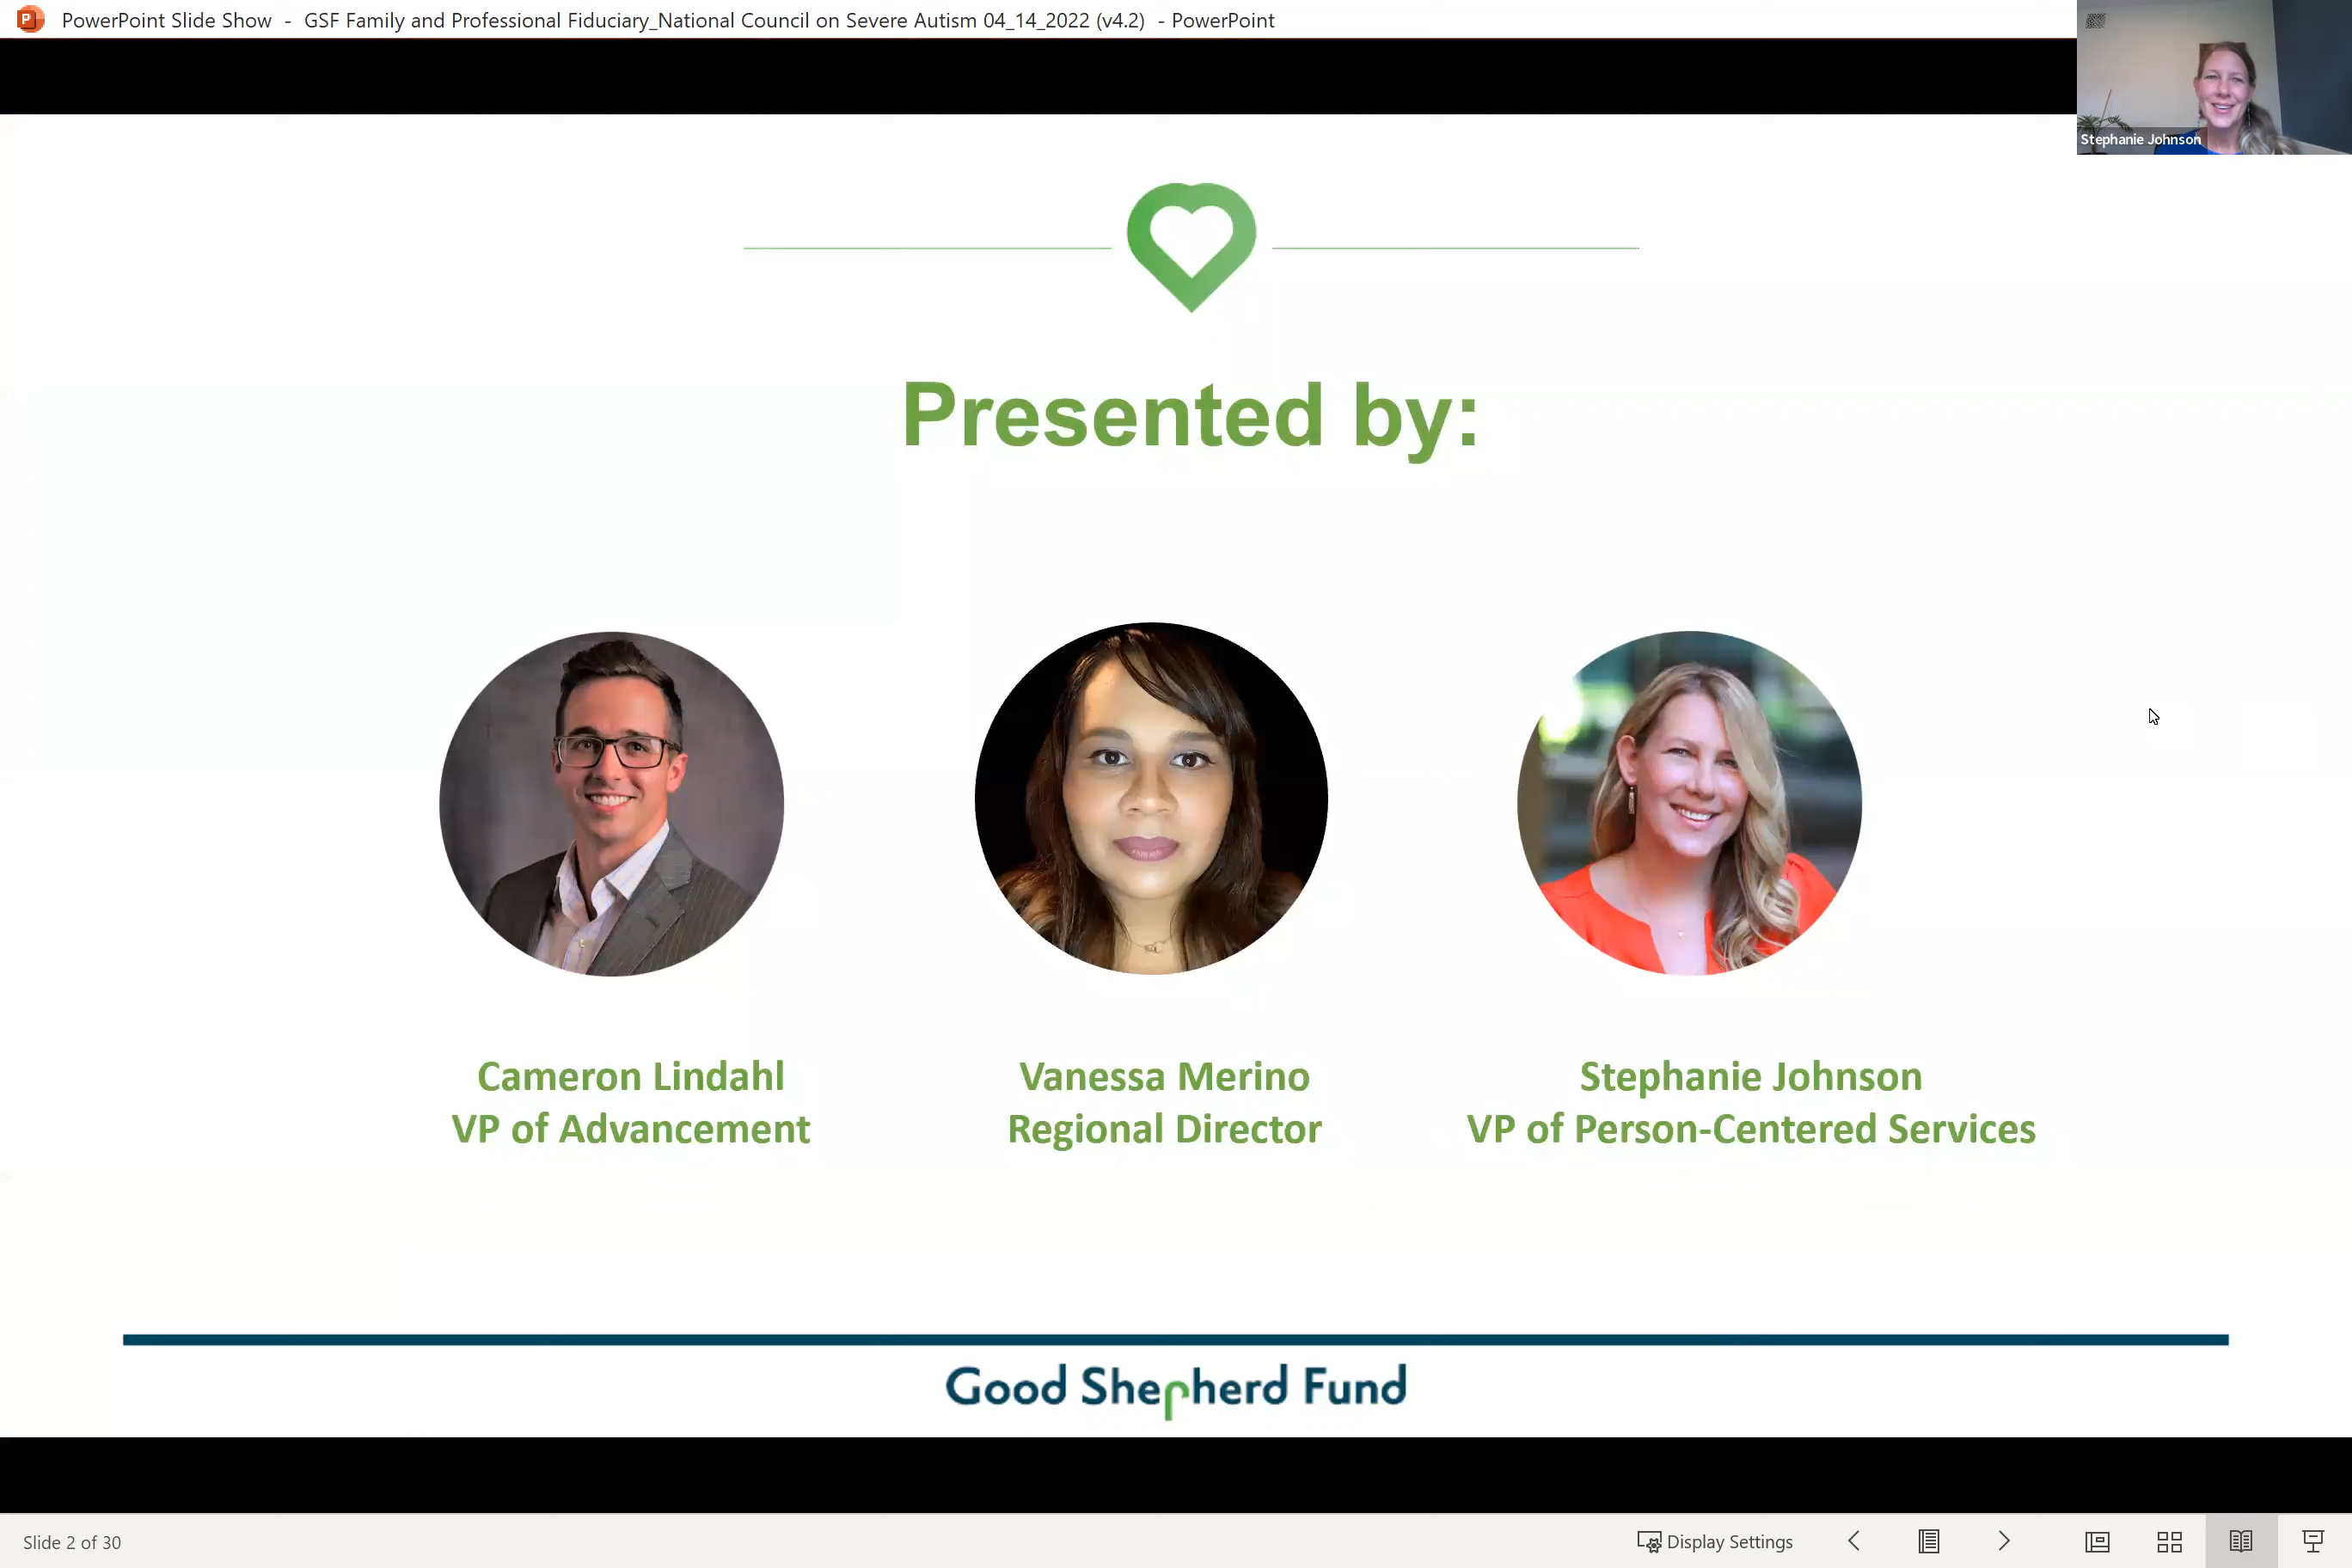 PowerPoint Slide Show - GSF Family and Professional Fiduciary_National Council on Severe Autism 04_14_2022 (v4.2) - PowerPoint
Stephanie Johnson
Presented by:
Cameron Lindahl
VP of Advancement
Vanessa Merino
Regional Director
Stephanie Johnson
VP of Person-Centered Services
Good Shepherd Fund
Slide 2 of 30
Display Settings